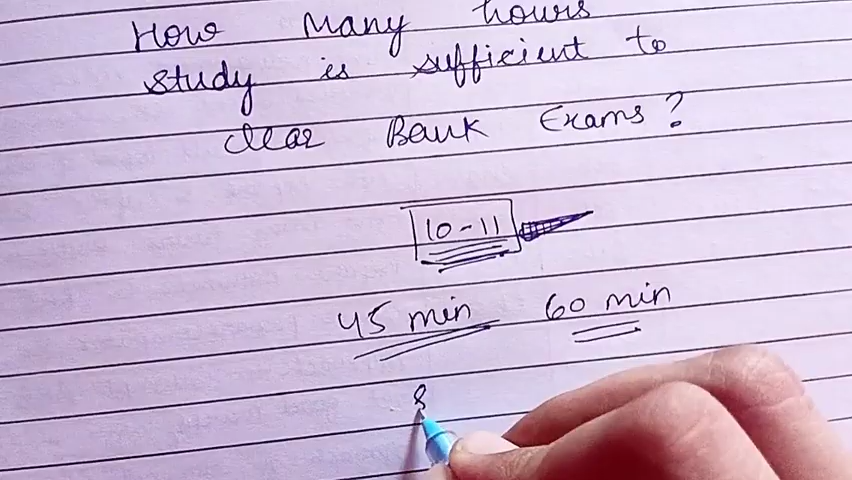 How Many hours
study is sufficient to
clear Bank Exams?
10-11
45 min 60 min
8